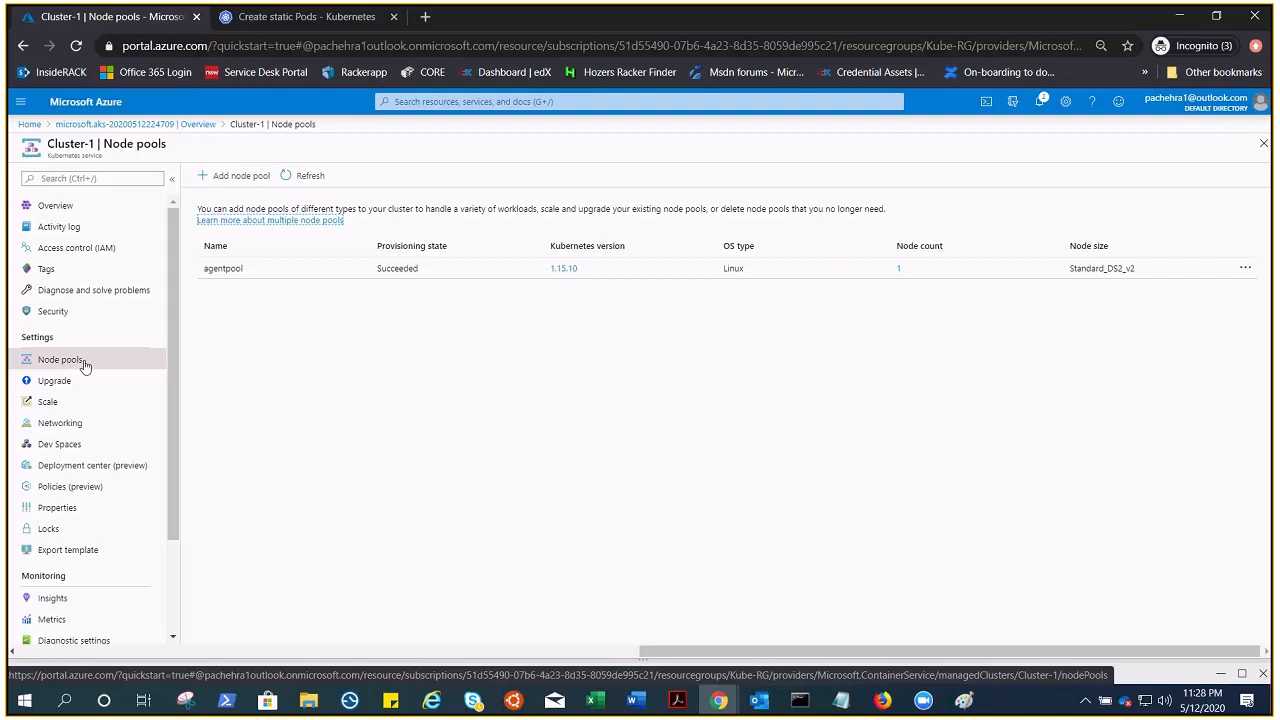 Cluster-1 | Node pools - Microso
Create static Pods - Kubernetes
portal.azure.com/?quickstart=true#@pachehra1outlook.onmicrosoft.com/resource/subscriptions/51d55490-07b6-4a23-8d35-8059de995c21/resourcegroups/Kube-RG/providers/Microsof...
Incognito (3)
InsideRACK
Office 365 Login
new
Service Desk Portal
Rackerapp
CORE
Dashboard | edX
Hozers Racker Finder
Msdn forums - Micr...
Credential Assets |...
On-boarding to do...
»
Other bookmarks
Microsoft Azure
Search resources, services, and docs (G+/)
2
pachehra1@outlook.com
DEFAULT DIRECTORY
Home > microsoft.aks-20200512224709 | Overview > Cluster-1 | Node pools
Cluster-1 | Node pools
Kubernetes service
Search (Ctrl+/)
«
Add node pool
Refresh
Overview
Activity log
Access control (IAM)
Tags
Diagnose and solve problems
Security
Settings
Node pools
Upgrade
Scale
Networking
Dev Spaces
Deployment center (preview)
Policies (preview)
Properties
Locks
Export template
Monitoring
Insights
Metrics
Diagnostic settings
You can add node pools of different types to your cluster to handle a variety of workloads, scale and upgrade your existing node pools, or delete node pools that you no longer need.
Learn more about multiple node pools
Name Provisioning state Kubernetes version OS type Node count Node size
agentpool Succeeded 1.15.10 Linux 1 Standard_DS2_v2 ...
https://portal.azure.com/?quickstart=true#@pachehra1outlook.onmicrosoft.com/resource/subscriptions/51d55490-07b6-4a23-8d35-8059de995c21/resourcegroups/Kube-RG/providers/Microsoft.ContainerService/managedClusters/Cluster-1/nodePools
11:28 PM
5/12/2020